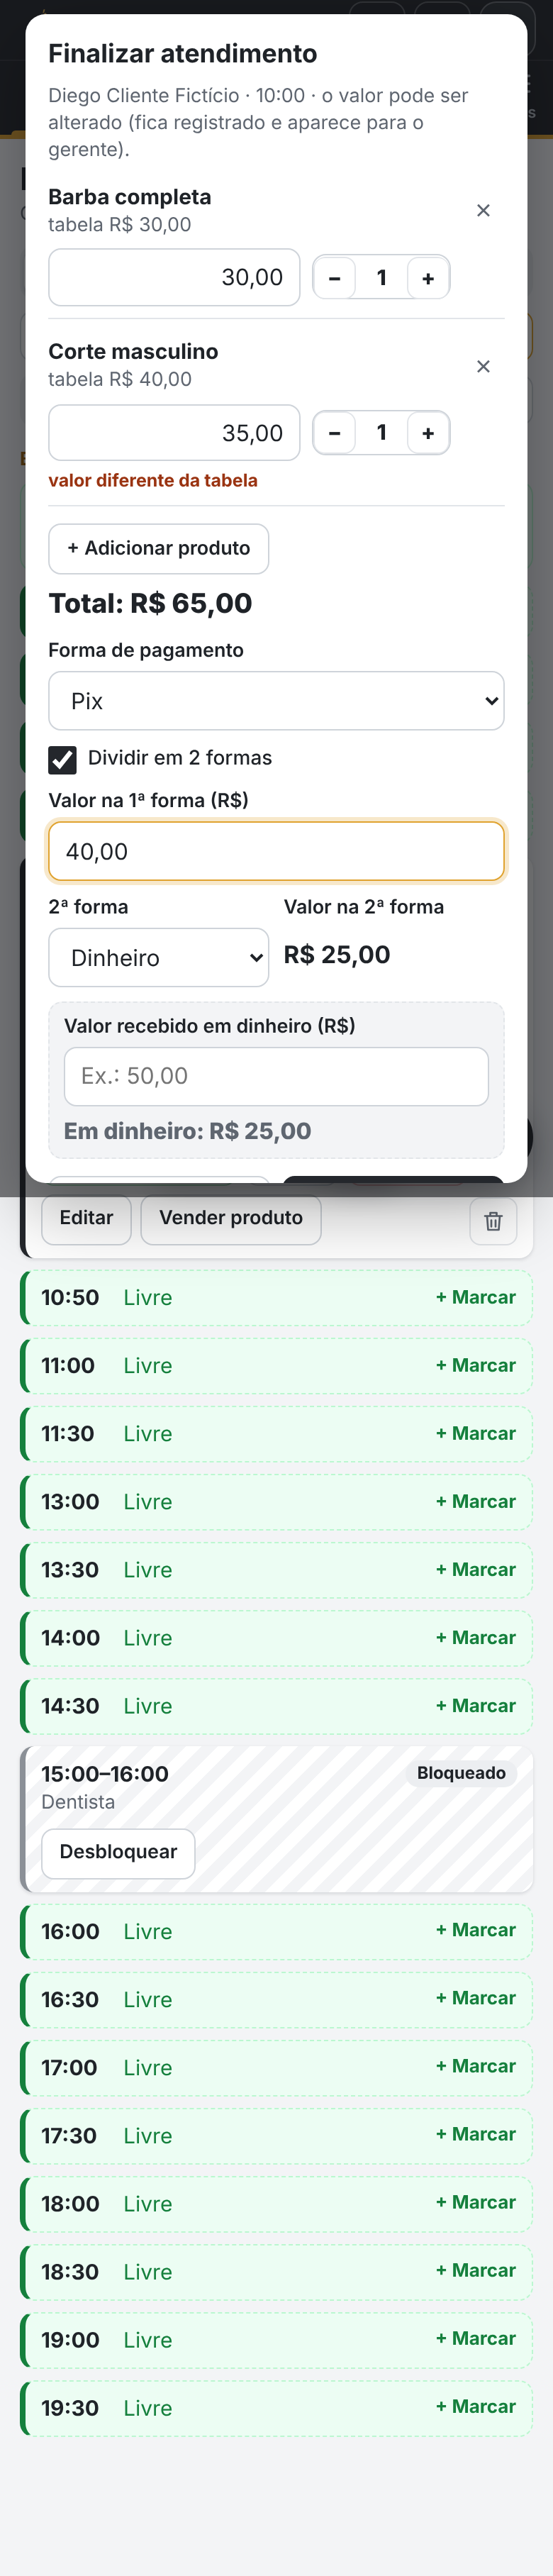 Finalizar atendimento
Diego Cliente Fictício · 10:00 · o valor pode ser
alterado (fica registrado e aparece para o
gerente).
Barba completa
×
tabela R$ 30,00
30,00
− 1 +
Corte masculino
×
tabela R$ 40,00
35,00
− 1 +
valor diferente da tabela
+ Adicionar produto
Total: R$ 65,00
Forma de pagamento
Pix
Dividir em 2 formas
Valor na 1ª forma (R$)
40,00
2ª forma
Valor na 2ª forma
Dinheiro
R$ 25,00
Valor recebido em dinheiro (R$)
Ex.: 50,00
Em dinheiro: R$ 25,00
Editar
Vender produto
10:50 Livre + Marcar
11:00 Livre + Marcar
11:30 Livre + Marcar
13:00 Livre + Marcar
13:30 Livre + Marcar
14:00 Livre + Marcar
14:30 Livre + Marcar
15:00–16:00 Bloqueado
Dentista
Desbloquear
16:00 Livre + Marcar
16:30 Livre + Marcar
17:00 Livre + Marcar
17:30 Livre + Marcar
18:00 Livre + Marcar
18:30 Livre + Marcar
19:00 Livre + Marcar
19:30 Livre + Marcar